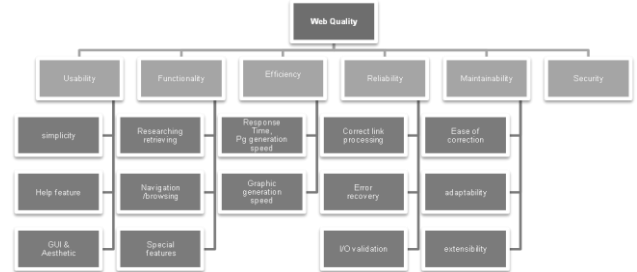 Web Quality
Usability
Functionality
Efficiency
Reliability
Maintainability
Security
simplicity
Researching
retrieving
Response
Time,
Pg generation
speed
Correct link
processing
Ease of
correction
Help feature
Navigation
/browsing
Graphic
generation
speed
Error
recovery
adaptability
GUI &
Aesthetic
Special
features
I/O validation
extensibility